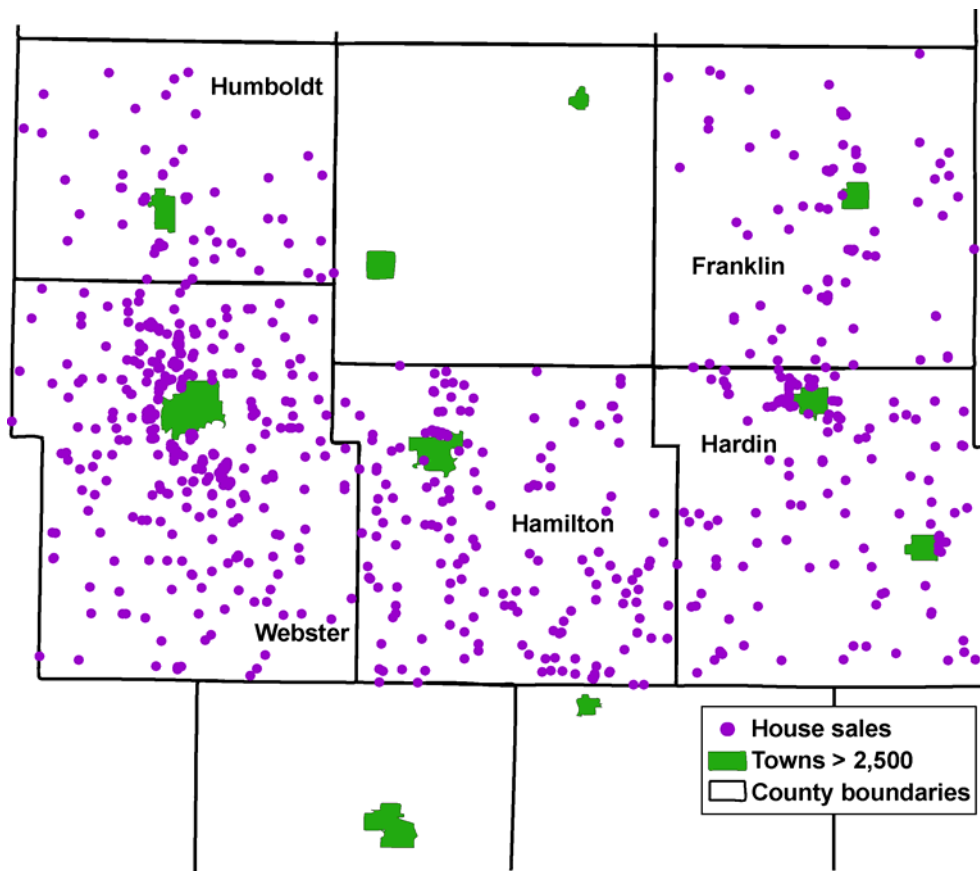 Humboldt
Franklin
Hardin
Hamilton
Webster
House sales
Towns > 2,500
County boundaries